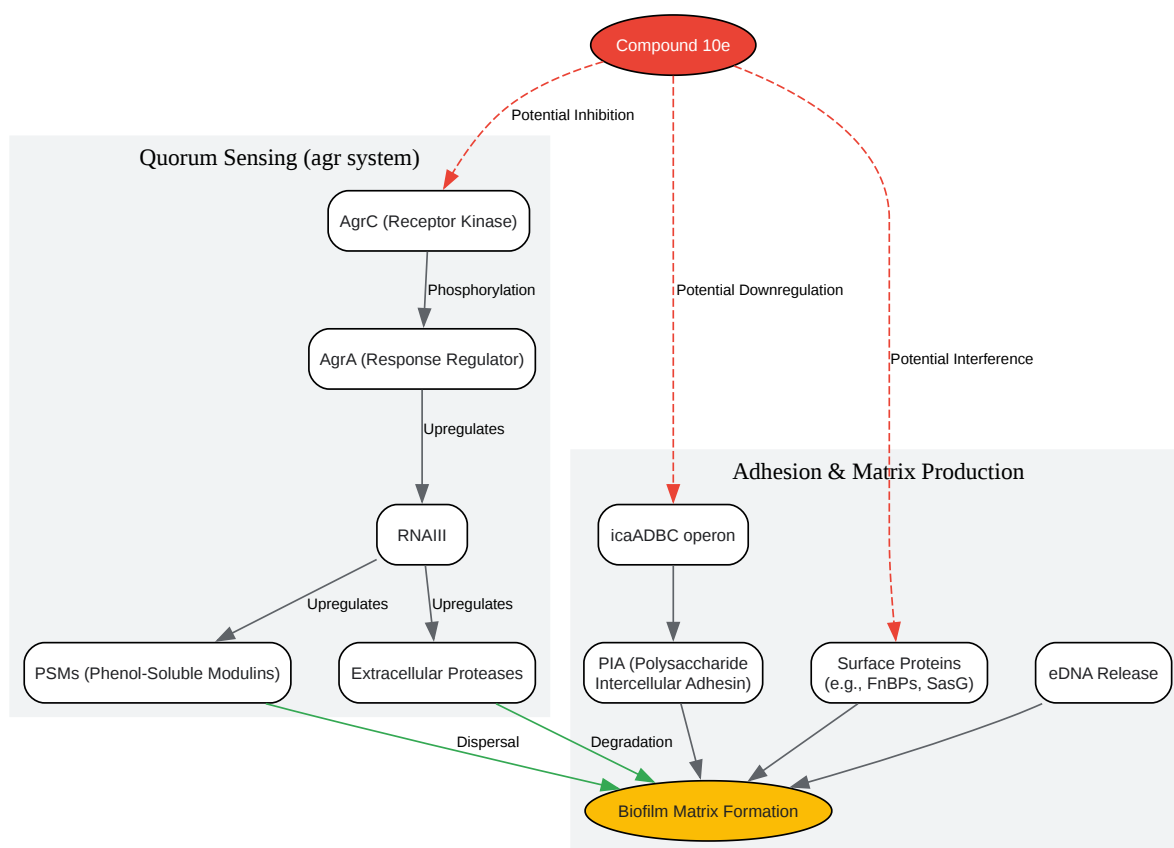 Compound 10e
Potential Inhibition
Quorum Sensing (agr system)
AgrC (Receptor Kinase)
Phosphorylation
Potential Downregulation
AgrA (Response Regulator)
Potential Interference
Upregulates
Adhesion & Matrix Production
RNAIII
icaADBC operon
Upregulates
Upregulates
PSMs (Phenol-Soluble Modulins)
Extracellular Proteases
PIA (Polysaccharide
Intercellular Adhesin)
Surface Proteins
(e.g., FnBPs, SasG)
eDNA Release
Dispersal
Degradation
Biofilm Matrix Formation